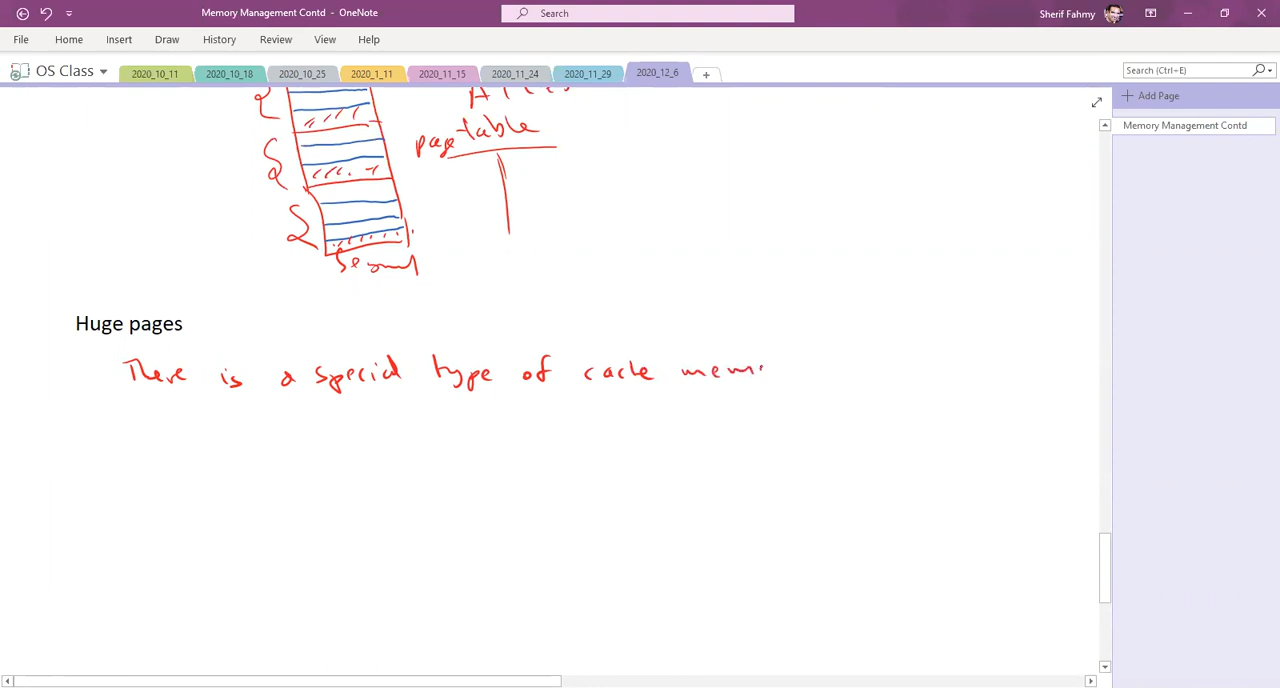 Memory Management Contd - OneNote
Search
Sherif Fahmy
File Home Insert Draw History Review View Help
OS Class
2020_10_11 2020_10_18 2020_10_25 2020_1_11 2020_11_15 2020_11_24 2020_11_29 2020_12_6 +
Search (Ctrl+E)
Add Page
Memory Management Contd
page table
Huge pages
There is a special type of cache mem